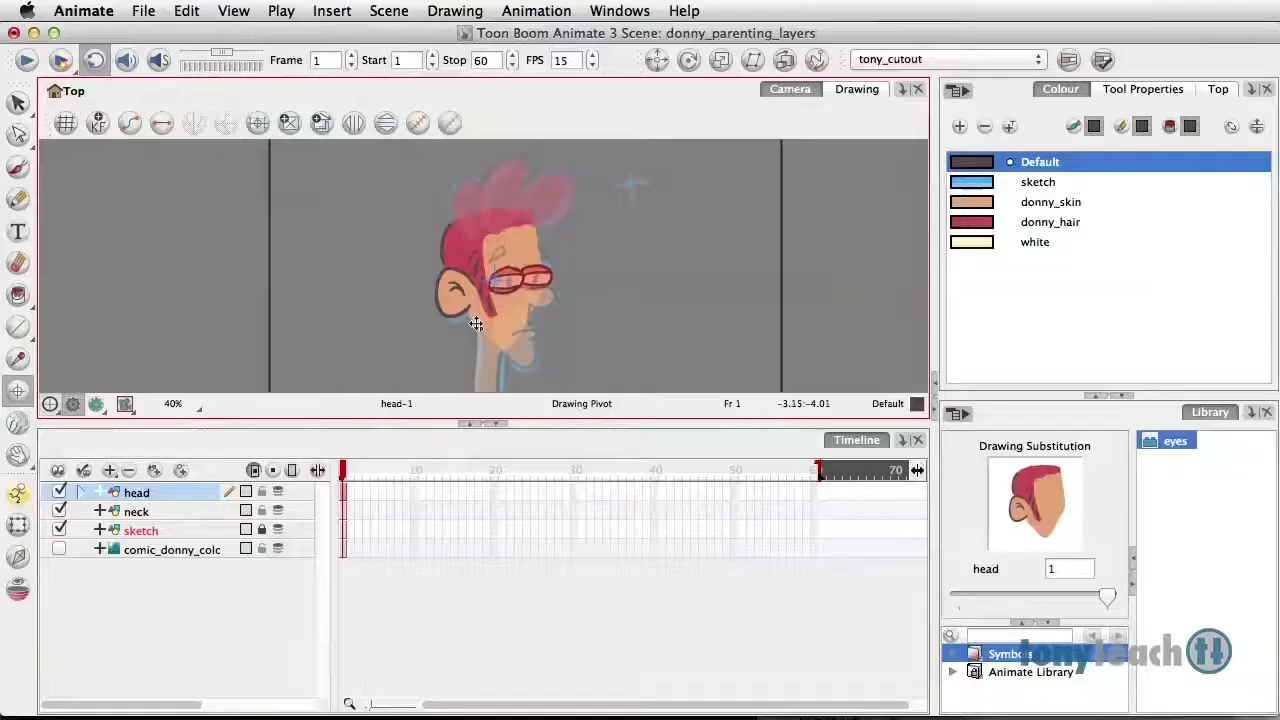 Animate File Edit View Play Insert Scene Drawing Animation Windows Help
Toon Boom Animate 3 Scene: donny_parenting_layers
Frame 1 Start 1 Stop 60 FPS 15 tony_cutout
Top Camera Drawing
Colour Tool Properties Top
KF
Default
sketch
donny_skin
donny_hair
white
40% head-1 Drawing Pivot Fr 1 -3.15:-4.01 Default
Library
Timeline
eyes
Drawing Substitution
10 20 30 40 50 70
head
neck
sketch
comic_donny_colc
head 1
Symbols
Animate Library
tonyteach